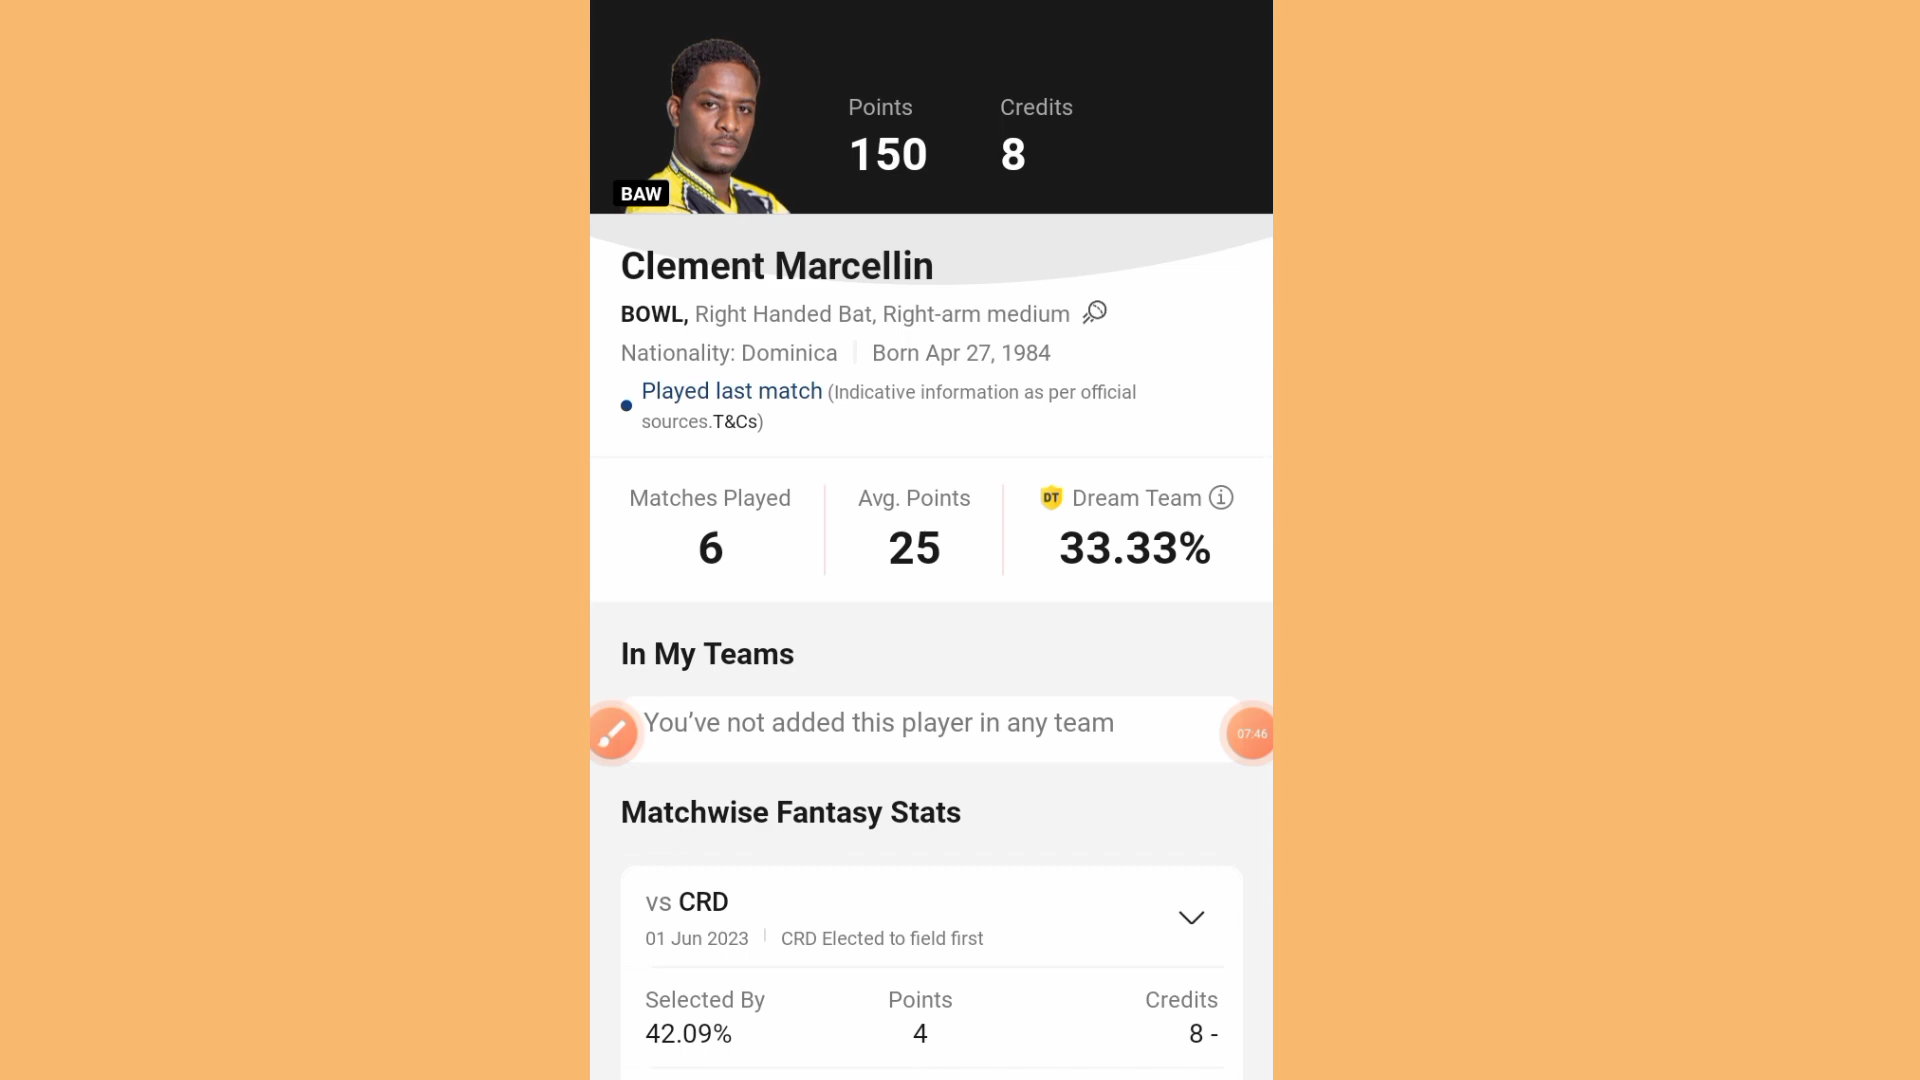 Points Credits
150 8
BAW
Clement Marcellin
BOWL, Right Handed Bat, Right-arm medium
Nationality: Dominica Born Apr 27, 1984
Played last match (Indicative information as per official
sources.T&Cs)
Matches Played Avg. Points DT Dream Team
6 25 33.33%
In My Teams
You’ve not added this player in any team
07:46
Matchwise Fantasy Stats
vs CRD
01 Jun 2023 CRD Elected to field first
Selected By Points Credits
42.09% 4 8 -